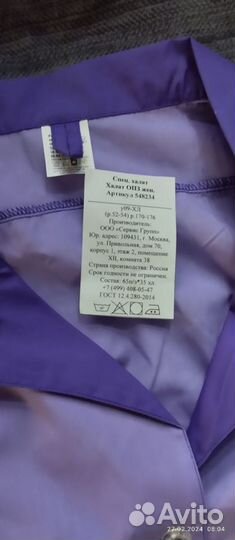 Спец. халат
Халат ОПЗ жен.
Артикул 548234
у99-ХЛ
(р.52-54) р.170-176
Производитель:
ООО «Сервис Групп»
Юр. адрес: 109431, г. Москва,
ул. Привольная, дом 70,
корпус 1, этаж 2, помещение
XII, комната 38
Страна производства: Россия
Срок годности не ограничен.
Состав: 65п/э*35 хл
+7 (499) 408-05-47
ГОСТ 12.4.280-2014
Avito
27.02.2024 08:04